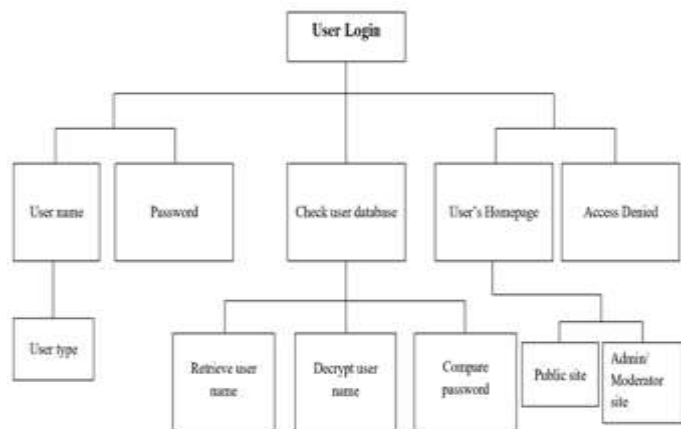 User Login
User name
Password
Check user database
User's Homepage
Access Denied
User type
Retrieve user
name
Decrypt user
name
Compare
password
Public site
Admin/
Moderator
site